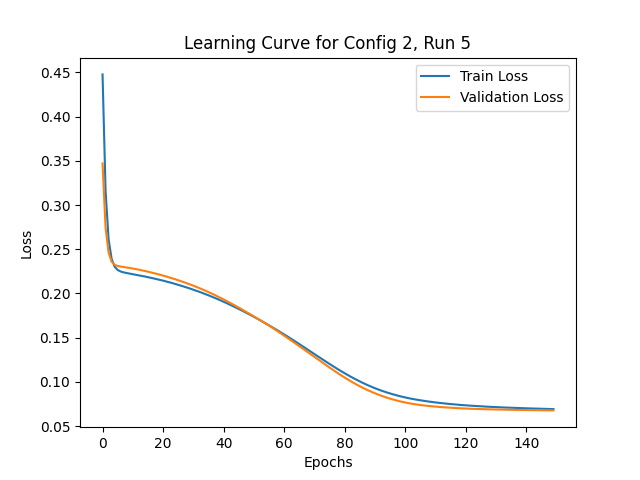 Learning Curve for Config 2, Run 5
Train Loss
Validation Loss
Loss
0.45
0.40
0.35
0.30
0.25
0.20
0.15
0.10
0.05
0 20 40 60 80 100 120 140
Epochs